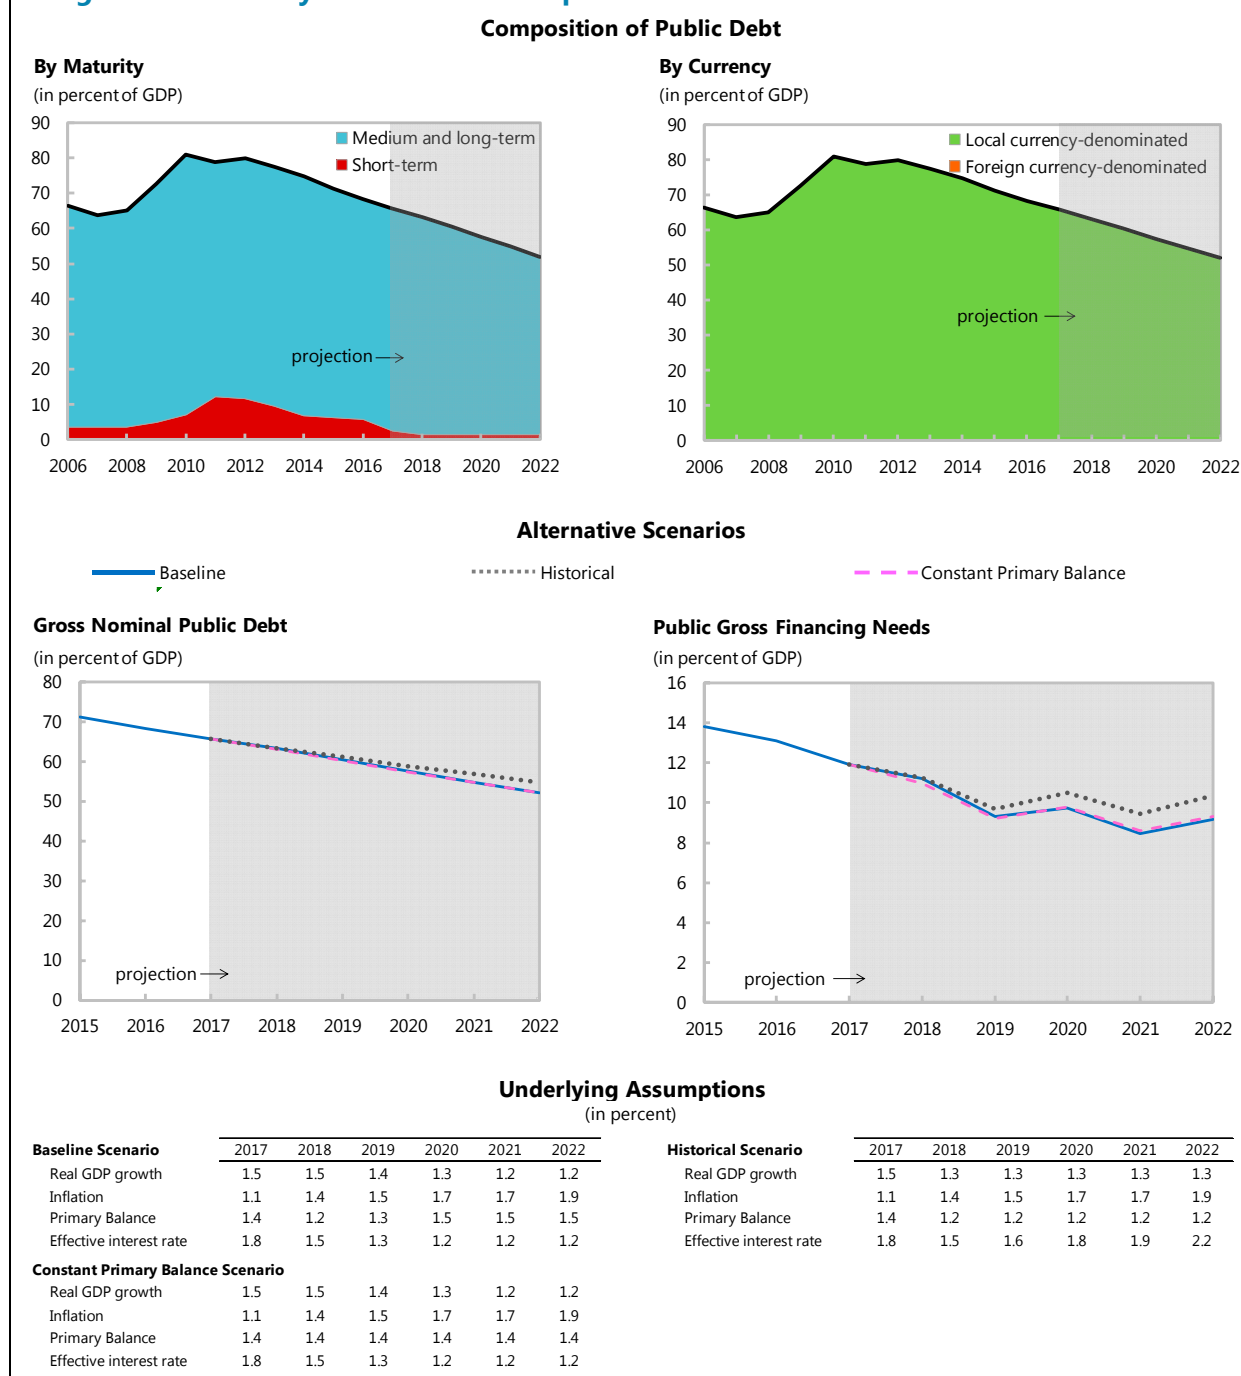 Composition of Public Debt
By Maturity
(in percent of GDP)
90
80
70
60
50
40
30
20
10
0
Medium and long-term
Short-term
projection
2006 2008 2010 2012 2014 2016 2018 2020 2022
By Currency
(in percent of GDP)
90
80
70
60
50
40
30
20
10
0
Local currency-denominated
Foreign currency-denominated
projection
2006 2008 2010 2012 2014 2016 2018 2020 2022
Alternative Scenarios
Baseline Historical Constant Primary Balance
Gross Nominal Public Debt
(in percent of GDP)
80
70
60
50
40
30
20
10
0
projection
2015 2016 2017 2018 2019 2020 2021 2022
Public Gross Financing Needs
(in percent of GDP)
16
14
12
10
8
6
4
2
0
projection
2015 2016 2017 2018 2019 2020 2021 2022
Underlying Assumptions
(in percent)
Baseline Scenario 2017 2018 2019 2020 2021 2022
Real GDP growth 1.5 1.5 1.4 1.3 1.2 1.2
Inflation 1.1 1.4 1.5 1.7 1.7 1.9
Primary Balance 1.4 1.2 1.3 1.5 1.5 1.5
Effective interest rate 1.8 1.5 1.3 1.2 1.2 1.2
Constant Primary Balance Scenario
Real GDP growth 1.5 1.5 1.4 1.3 1.2 1.2
Inflation 1.1 1.4 1.5 1.7 1.7 1.9
Primary Balance 1.4 1.4 1.4 1.4 1.4 1.4
Effective interest rate 1.8 1.5 1.3 1.2 1.2 1.2
Historical Scenario 2017 2018 2019 2020 2021 2022
Real GDP growth 1.5 1.3 1.3 1.3 1.3 1.3
Inflation 1.1 1.4 1.5 1.7 1.7 1.9
Primary Balance 1.4 1.2 1.2 1.2 1.2 1.2
Effective interest rate 1.8 1.5 1.6 1.8 1.9 2.2